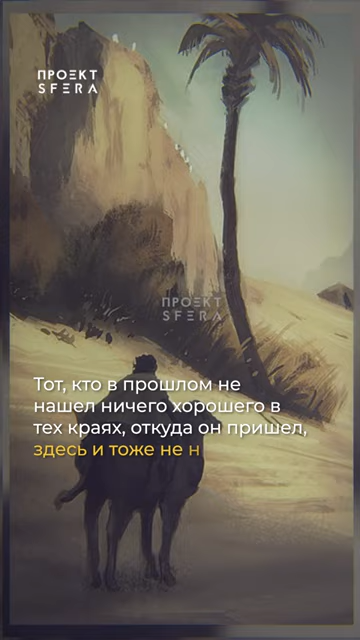 ПРОЕКТ
SFERA
ПРОЕКТ
SFERA
Тот, кто в прошлом не
нашел ничего хорошего в
тех краях, откуда он пришел,
здесь и тоже не н